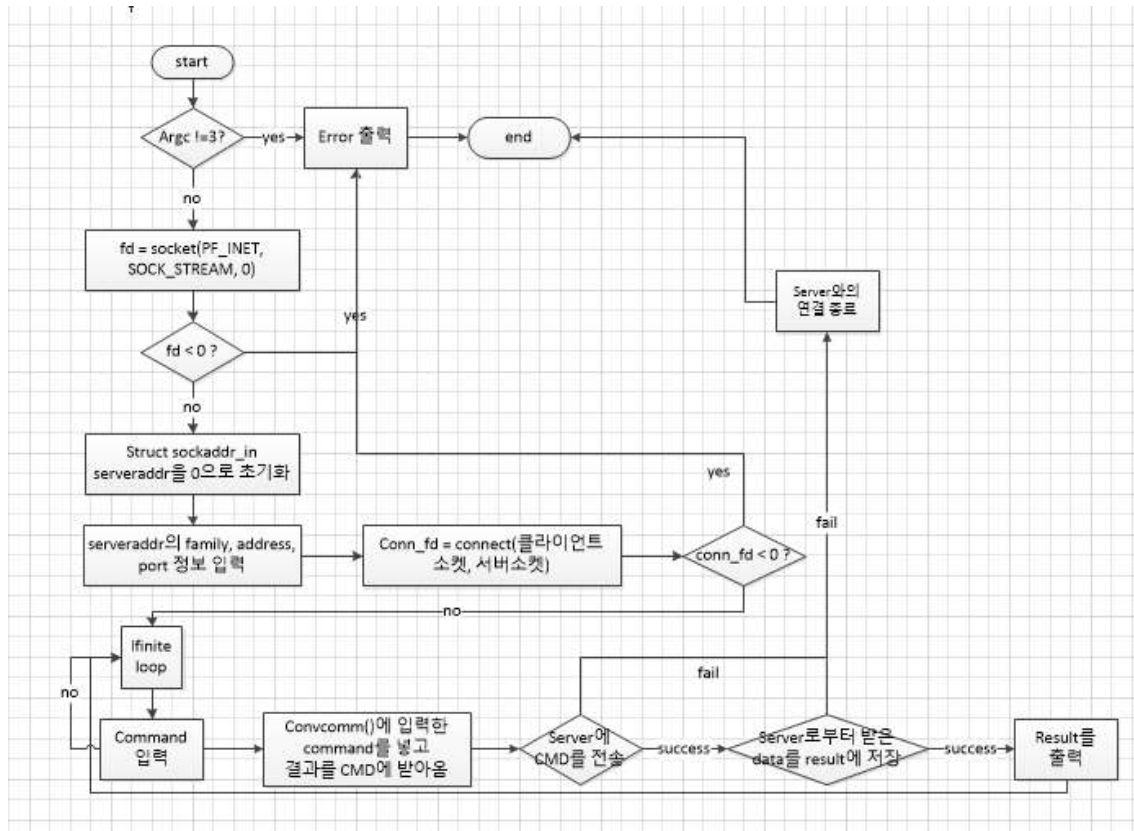 start
Argc !=3?
yes
Error 출력
end
no
fd = socket(PF_INET,
SOCK_STREAM, 0)
yes
Server와의
연결 종료
fd < 0 ?
no
Struct sockaddr_in
serveraddr을 0으로 초기화
yes
fail
serveraddr의 family, address,
port 정보 입력
Conn_fd = connect(클라이언트
소켓, 서버소켓)
conn_fd < 0 ?
no
Ifinite
loop
fail
no
Command
입력
Convcomm()에 입력한
command를 넣고
결과를 CMD에 받아옴
Server에
CMD를 전송
success
Server로부터 받은
data를 result에 저장
success
Result를
출력